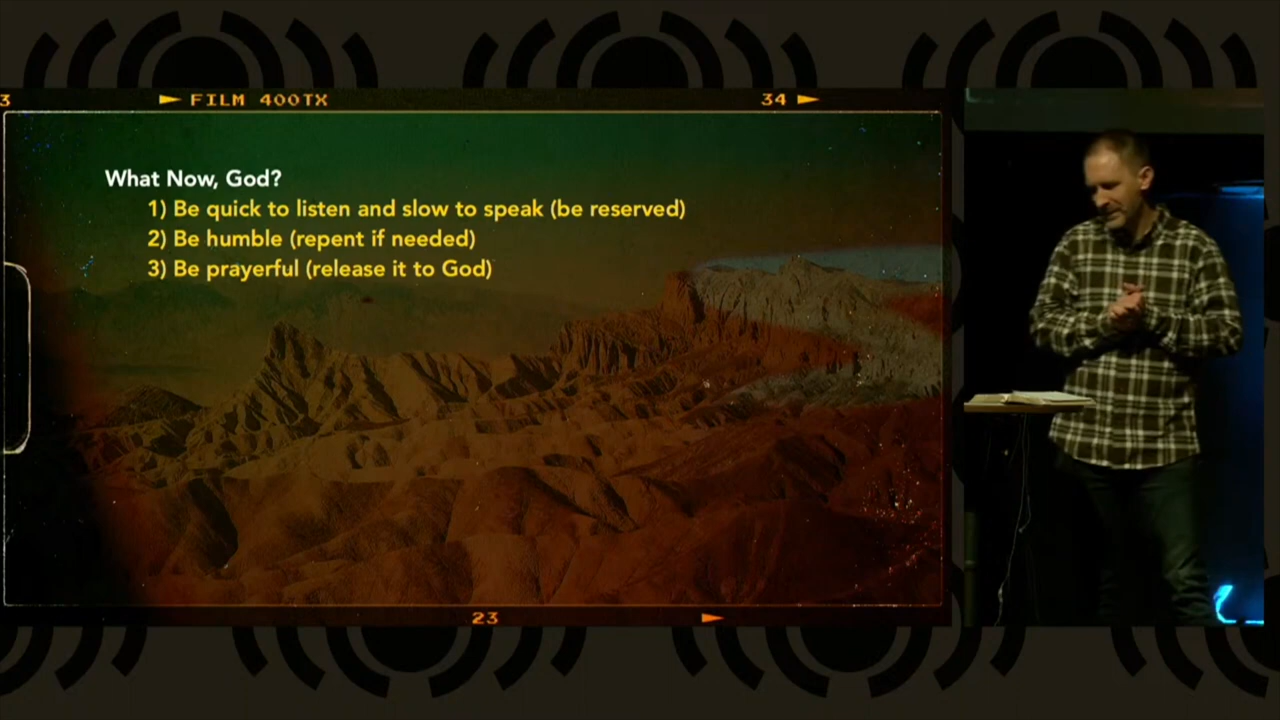 3 ► FILM 400TX 34 ►
What Now, God?
1) Be quick to listen and slow to speak (be reserved)
2) Be humble (repent if needed)
3) Be prayerful (release it to God)
23 ►